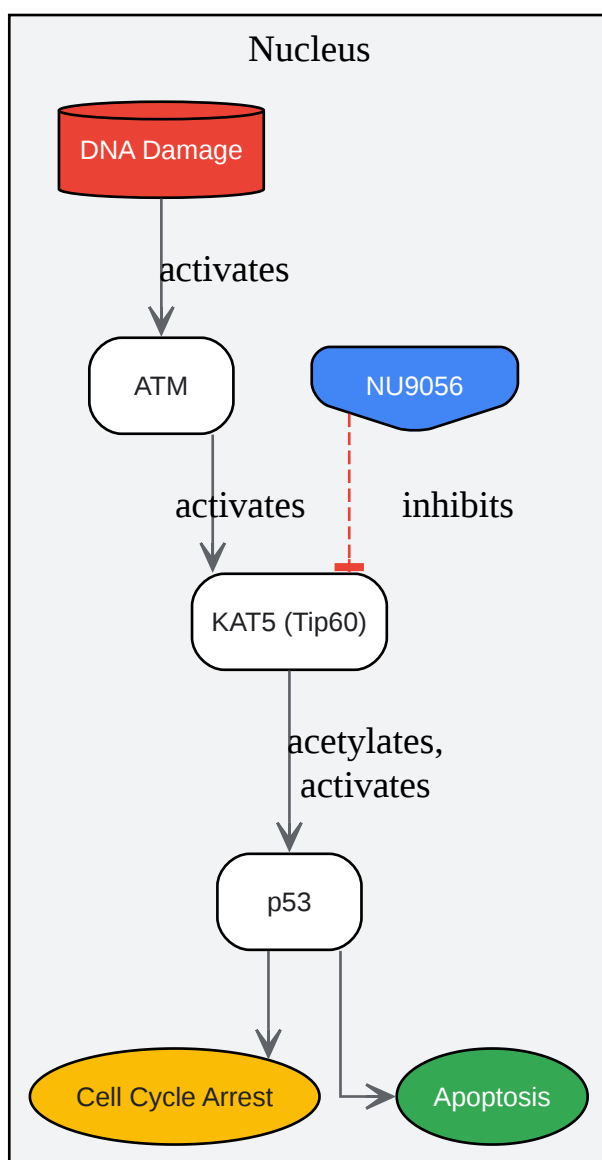 Nucleus
DNA Damage
activates
ATM
NU9056
activates
inhibits
KAT5 (Tip60)
acetylates,
activates
p53
Cell Cycle Arrest
Apoptosis